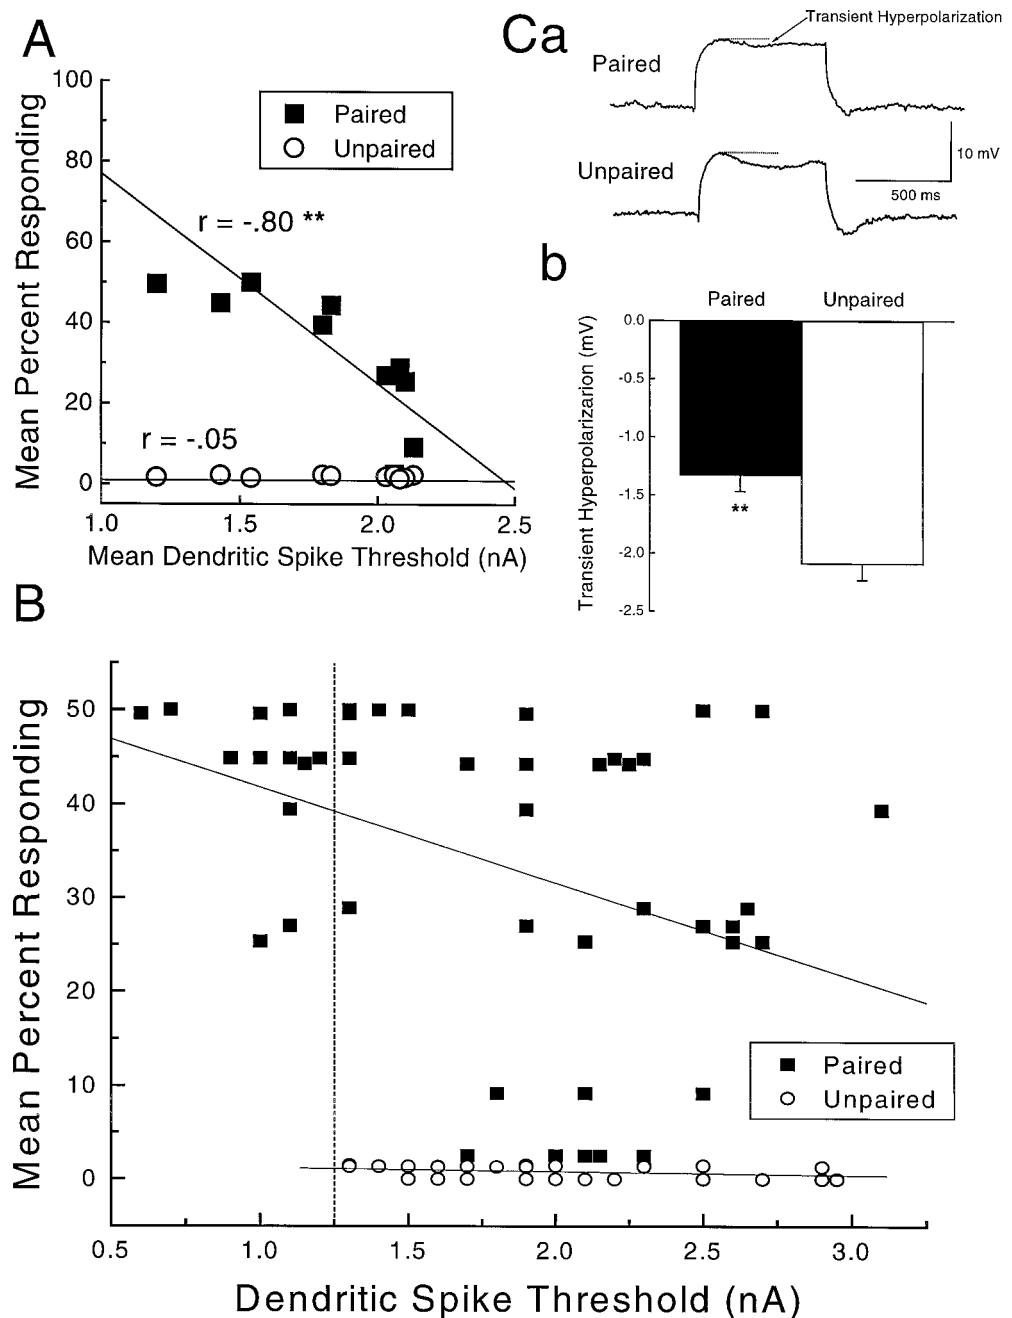 A
Mean Percent Responding
100
80
60
40
20
0
Paired
Unpaired
r = -.80 **
r = -.05
1.0 1.5 2.0 2.5
Mean Dendritic Spike Threshold (nA)
Ca
Transient Hyperpolarization
Paired
Unpaired
10 mV
500 ms
b
Paired Unpaired
Transient Hyperpolarizarion (mV)
0.0
-0.5
-1.0
-1.5
-2.0
-2.5
**
B
Mean Percent Responding
50
40
30
20
10
0
Paired
Unpaired
0.5 1.0 1.5 2.0 2.5 3.0
Dendritic Spike Threshold (nA)